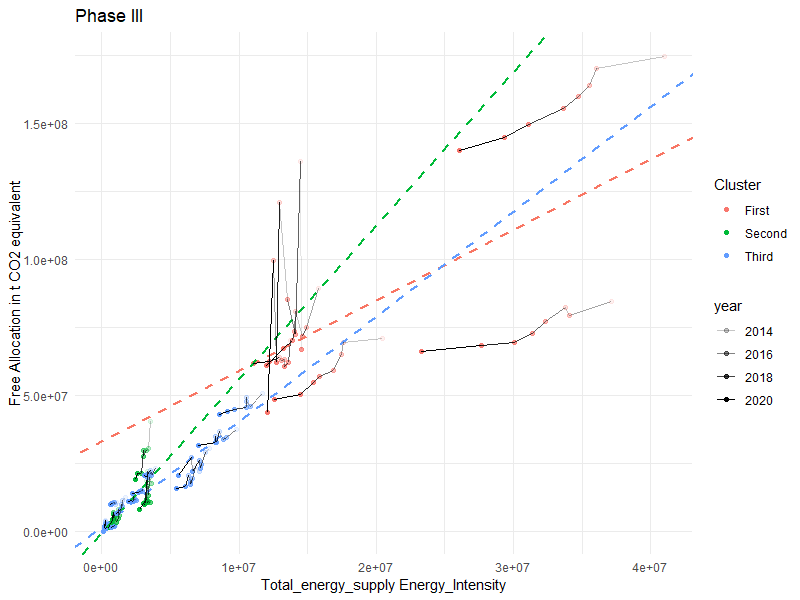 Phase III
Free Allocation in t CO2 equivalent
1.5e+08
1.0e+08
5.0e+07
0.0e+00
0e+00 1e+07 2e+07 3e+07 4e+07
Total_energy_supply Energy_Intensity
Cluster
First
Second
Third
year
2014
2016
2018
2020